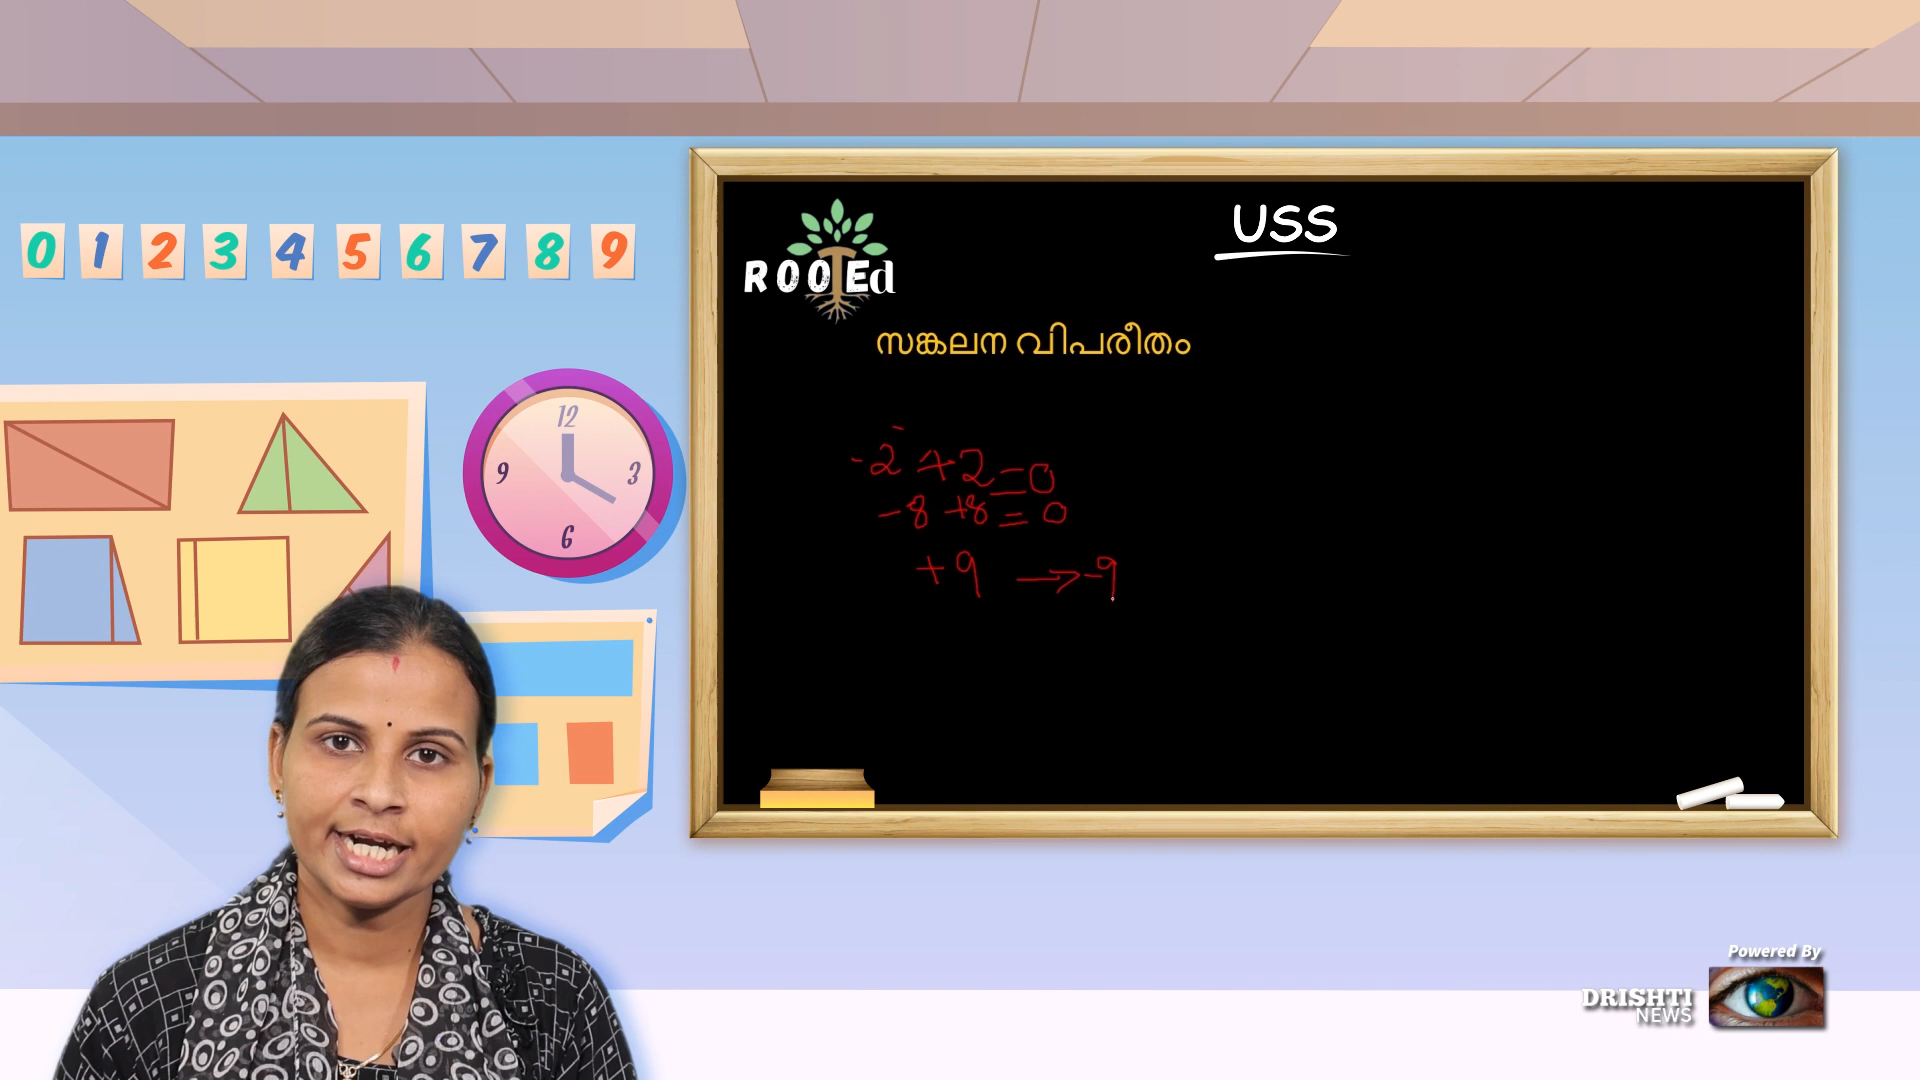 USS
ROOTEd
സങ്കലന വിപരീതം
0 1 2 3 4 5 6 7 8 9
12
9 3
6
-2 +2 = 0
-8 +8 = 0
+9 → -9
Powered By
DRISHTI
NEWS